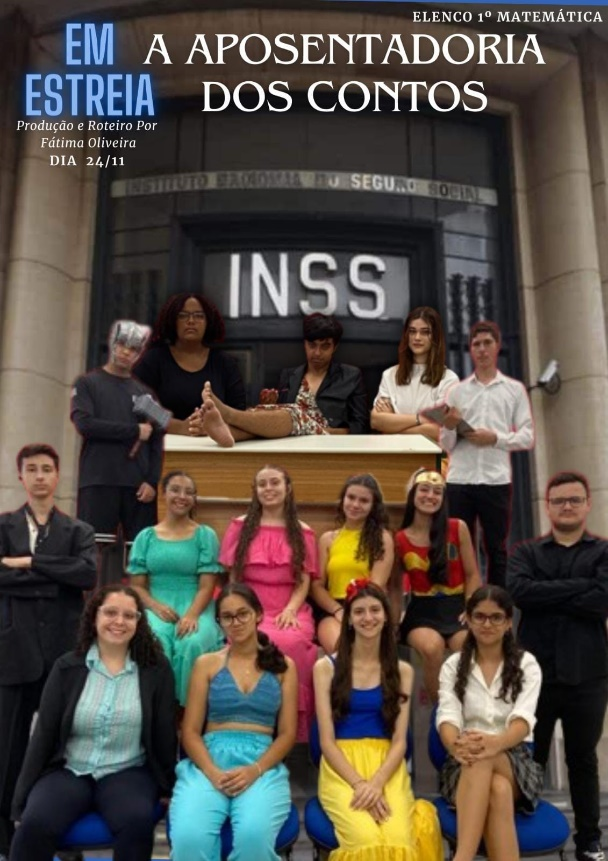 ELENCO 1º MATEMÁTICA
EM
ESTREIA
A APOSENTADORIA
DOS CONTOS
Produção e Roteiro Por
Fátima Oliveira
DIA 24/11
INSTITUTO NACIONAL DO SEGURO SOCIAL
INSS